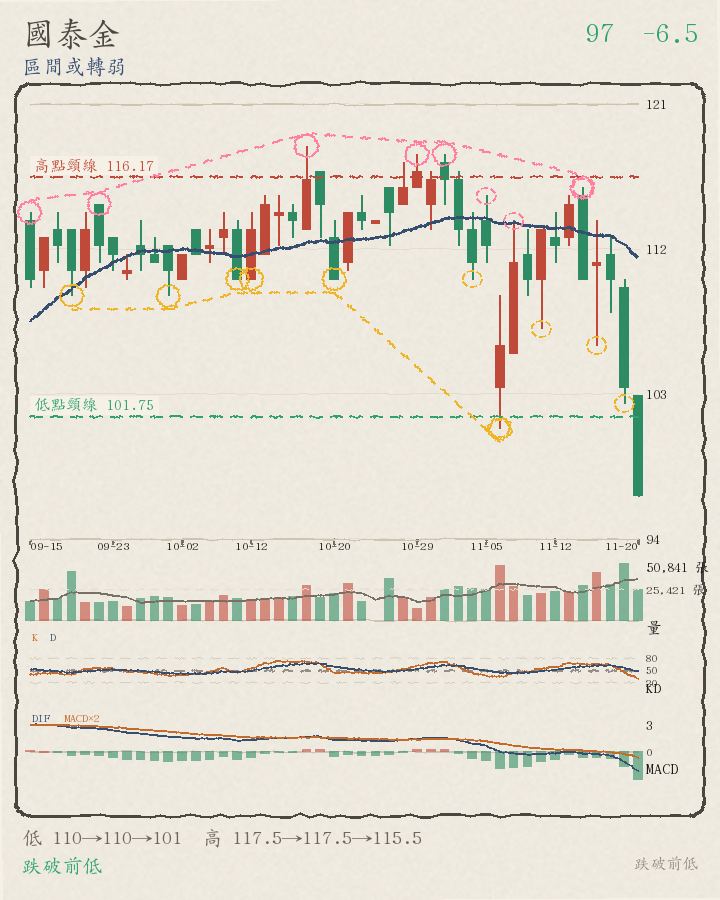 國泰金
97 -6.5
區間或轉弱
121
高點頸線 116.17
112
103
低點頸線 101.75
94
09-15 09-23 10-02 10-12 10-20 10-29 11-05 11-12 11-20
50,841 張
25,421 張
量
K D
80
50
20
KD
DIF MACD×2
3
0
MACD
低 110→110→101 高 117.5→117.5→115.5
跌破前低
跌破前低